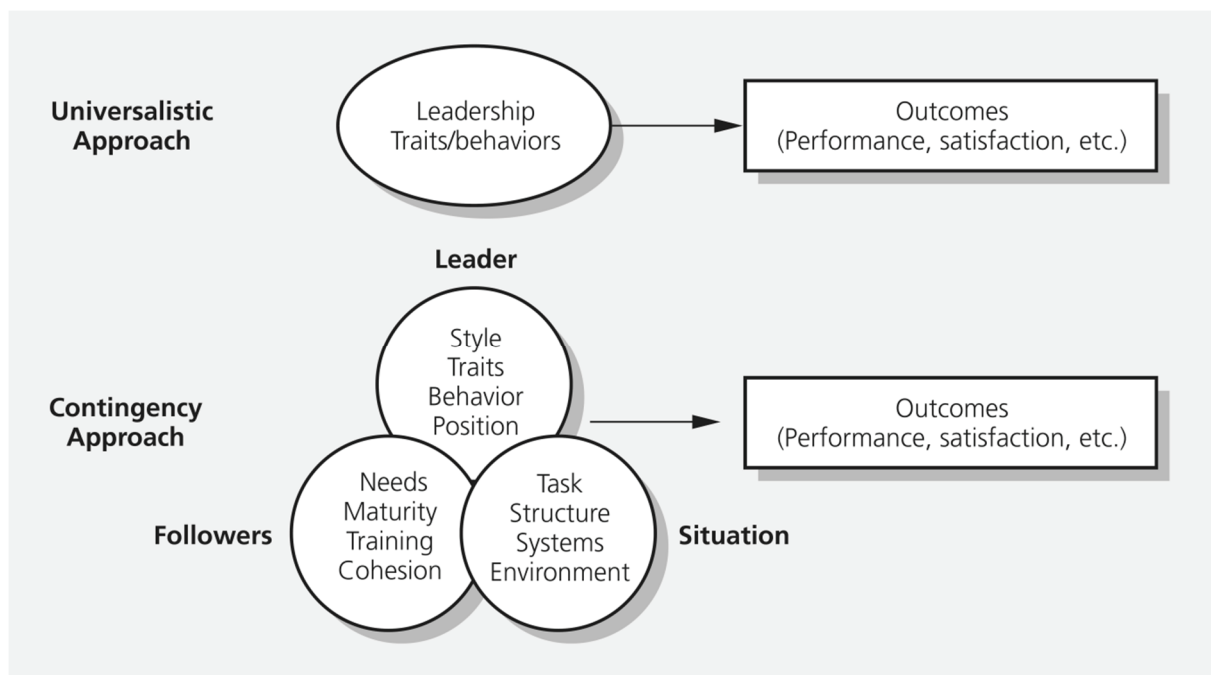 Universalistic
Approach
Leadership
Traits/behaviors
Outcomes
(Performance, satisfaction, etc.)
Leader
Style
Traits
Behavior
Position
Contingency
Approach
Outcomes
(Performance, satisfaction, etc.)
Followers
Needs
Maturity
Training
Cohesion
Task
Structure
Systems
Environment
Situation